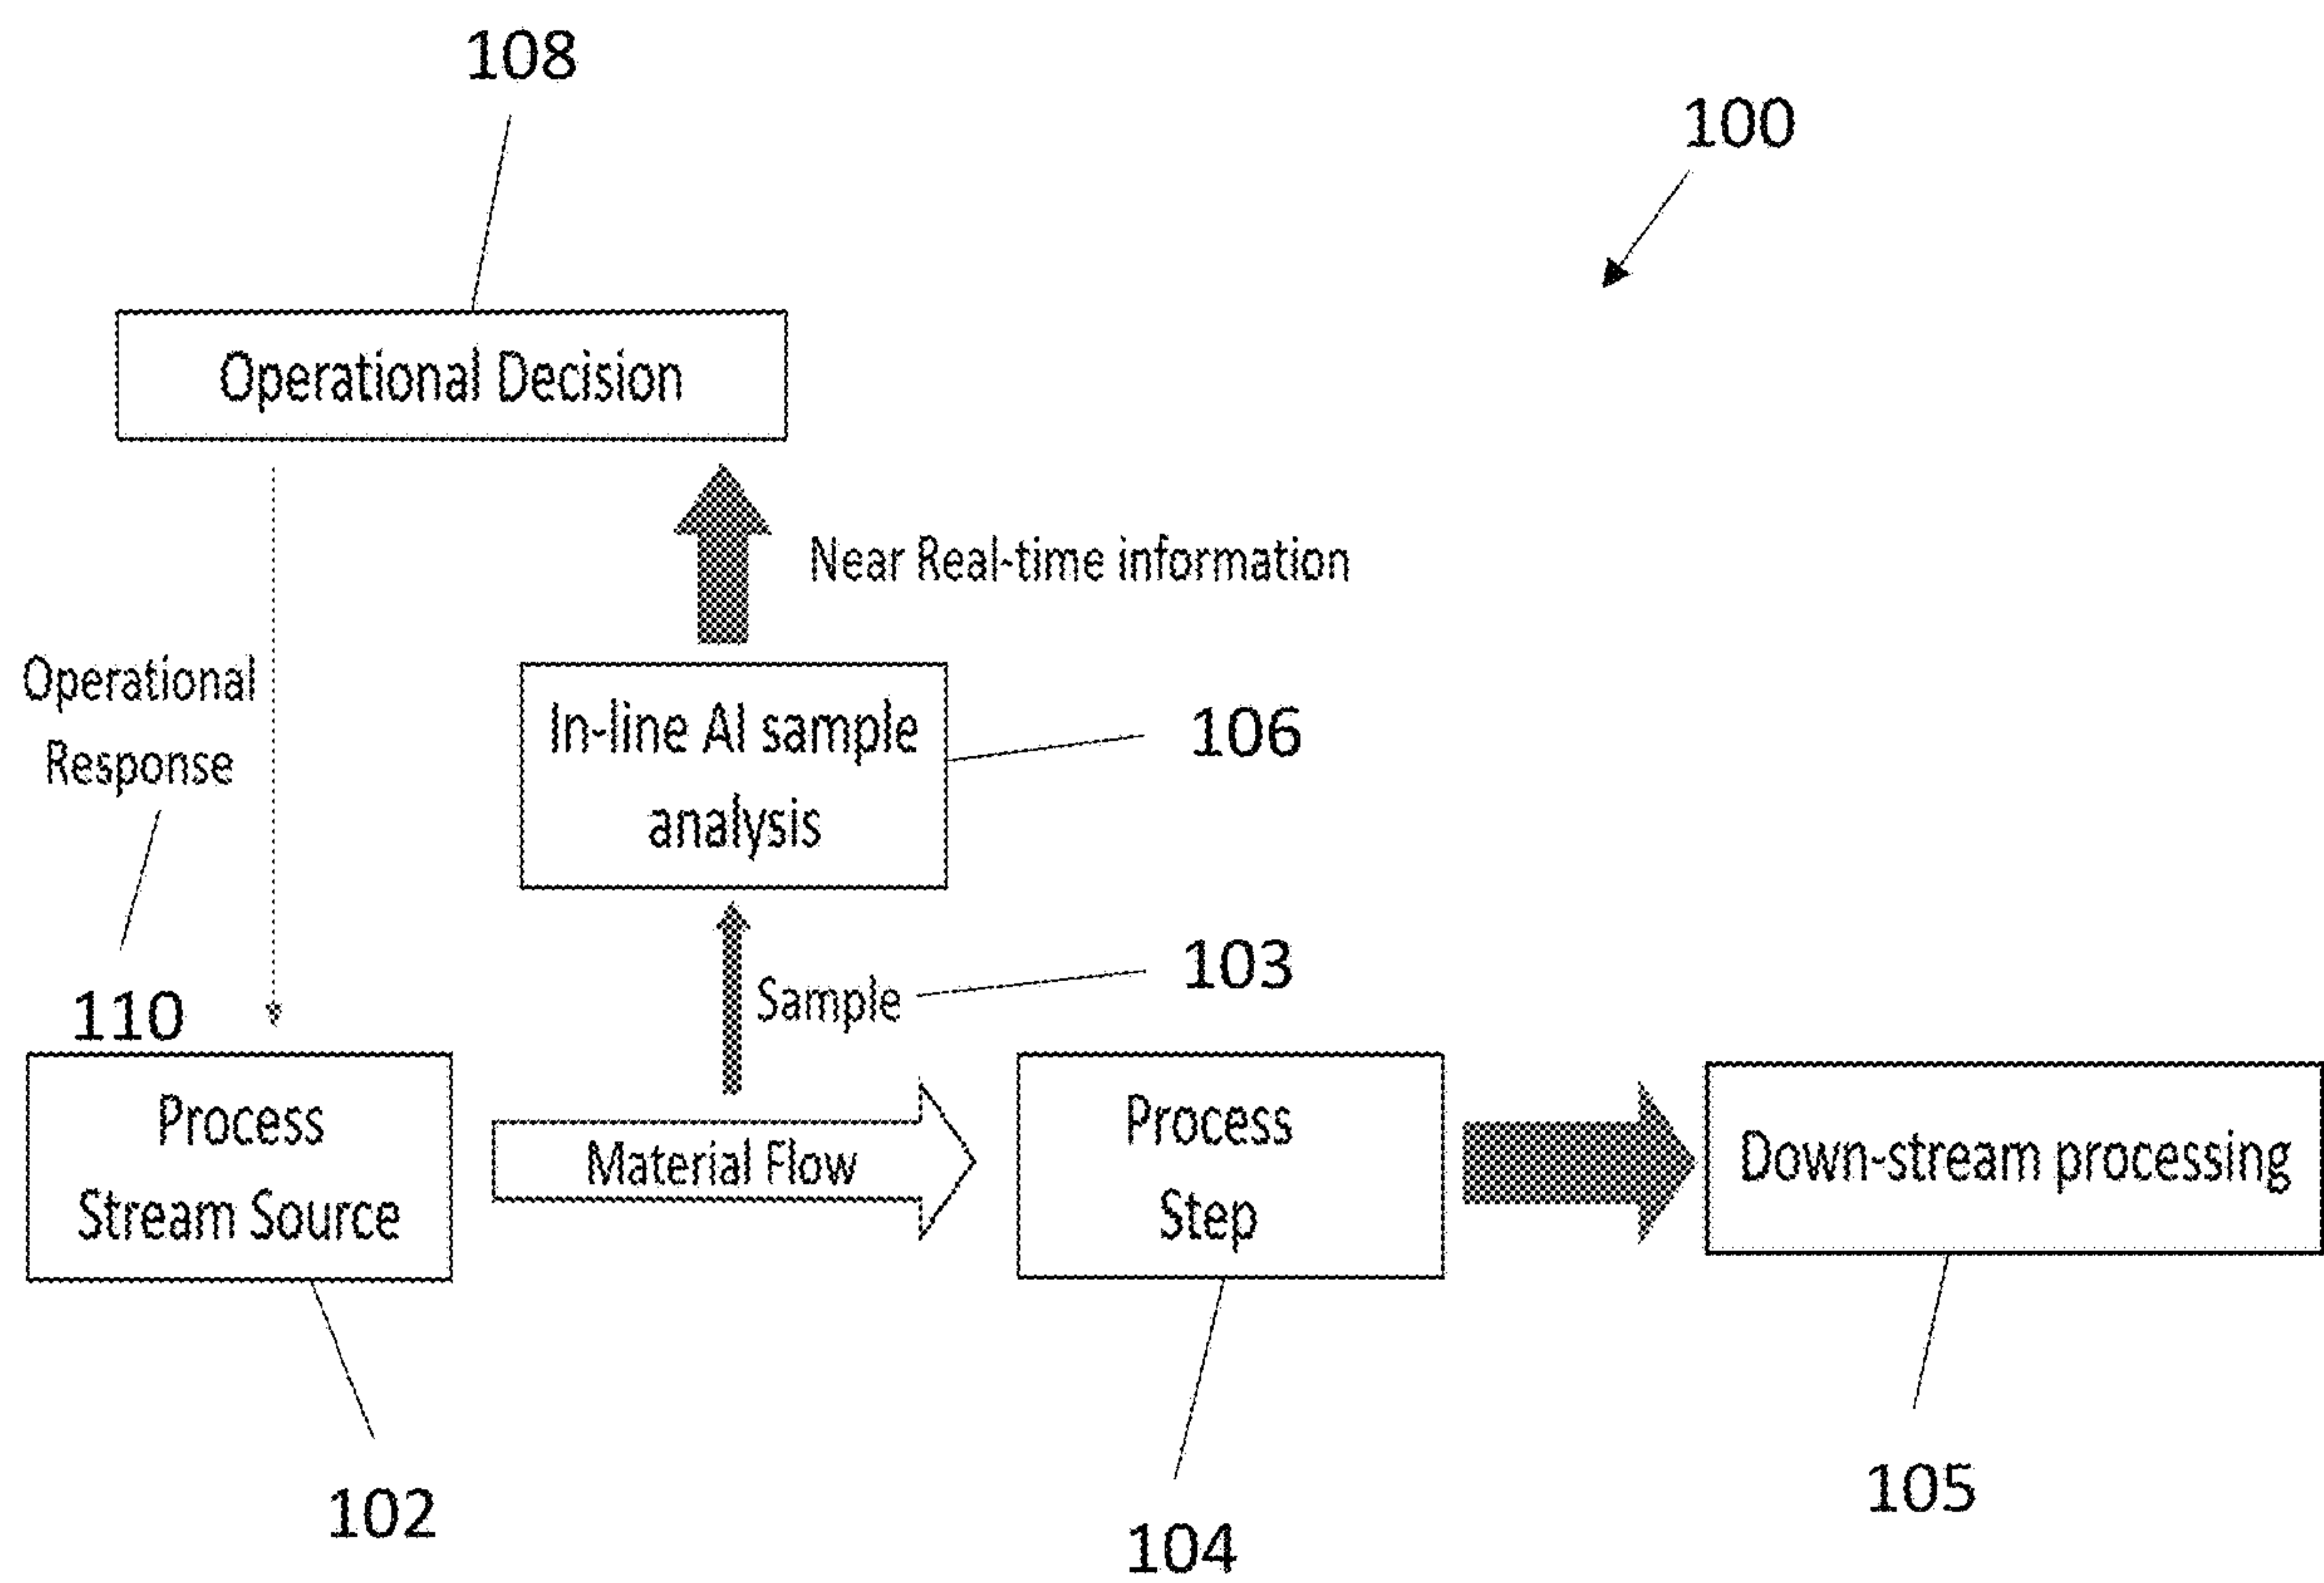 108
100
Operational Decision
Near Real-time information
Operational
Response
In-line AI sample
analysis
106
Sample
103
110
Process
Stream Source
Material Flow
Process
Step
Down-stream processing
102
104
105